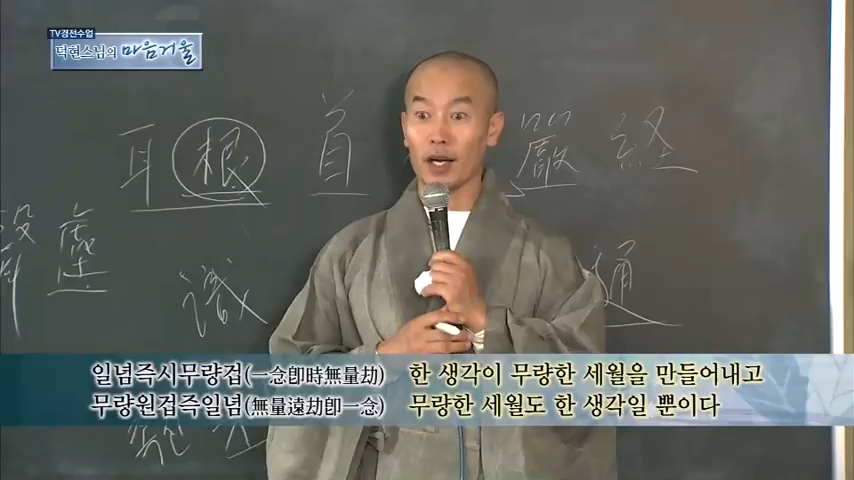 TV경전수업
덕현스님의 마음거울
耳 根 首 嚴 経
聲 塵
識 通
일념즉시무량겁(一念卽時無量劫) 한 생각이 무량한 세월을 만들어내고
무량원겁즉일념(無量遠劫卽一念) 무량한 세월도 한 생각일 뿐이다